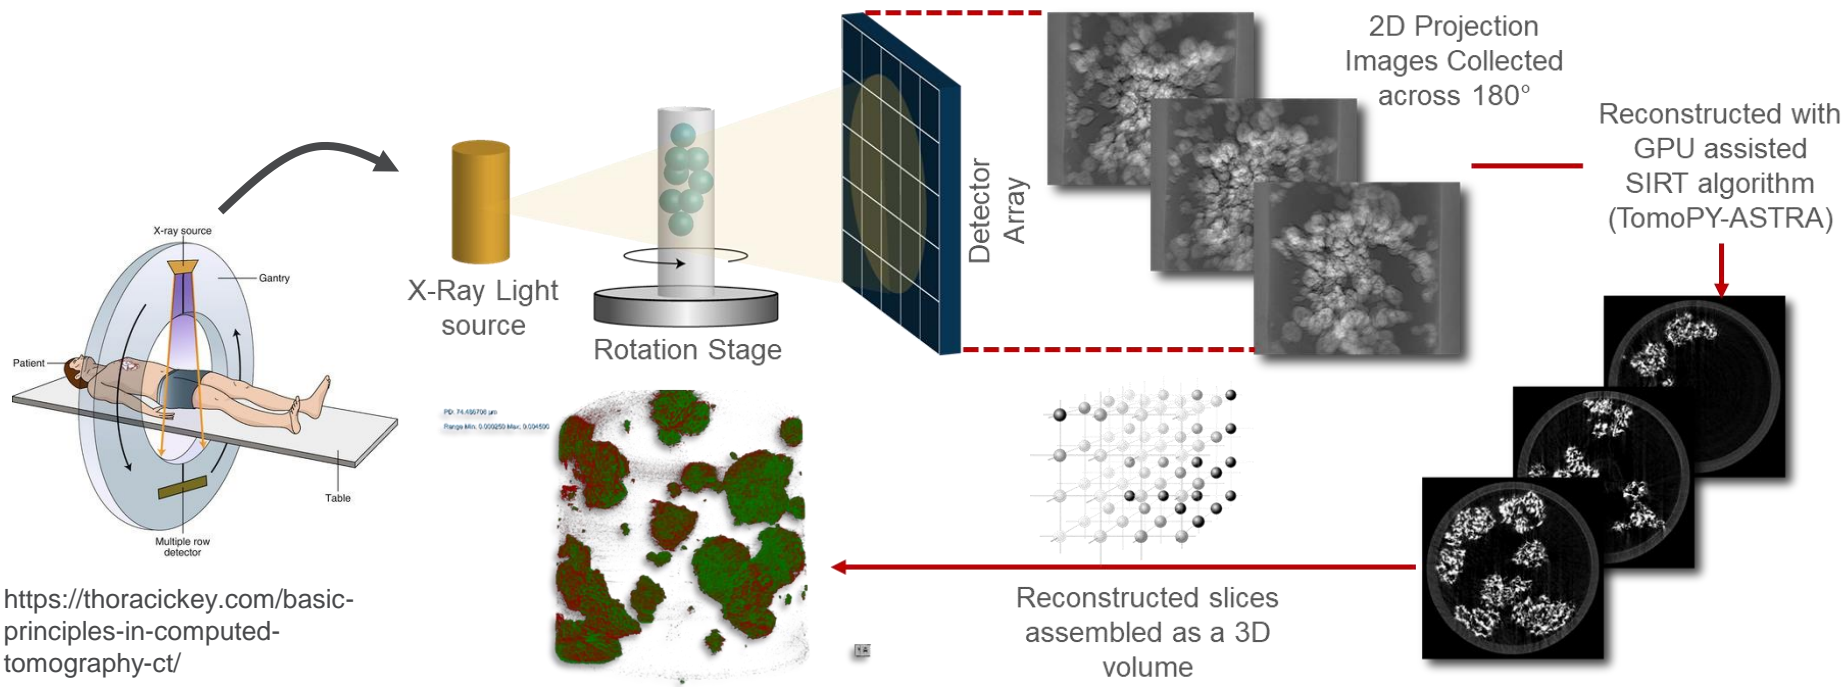 2D Projection
Images Collected
across 180°
Reconstructed with
GPU assisted
SIRT algorithm
(TomoPY-ASTRA)
Detector
Array
X-Ray Light
source
Rotation Stage
X-ray source
Gantry
Patient
Table
Multiple row
detector
https://thoracickey.com/basic-
principles-in-computed-
tomography-ct/
Reconstructed slices
assembled as a 3D
volume